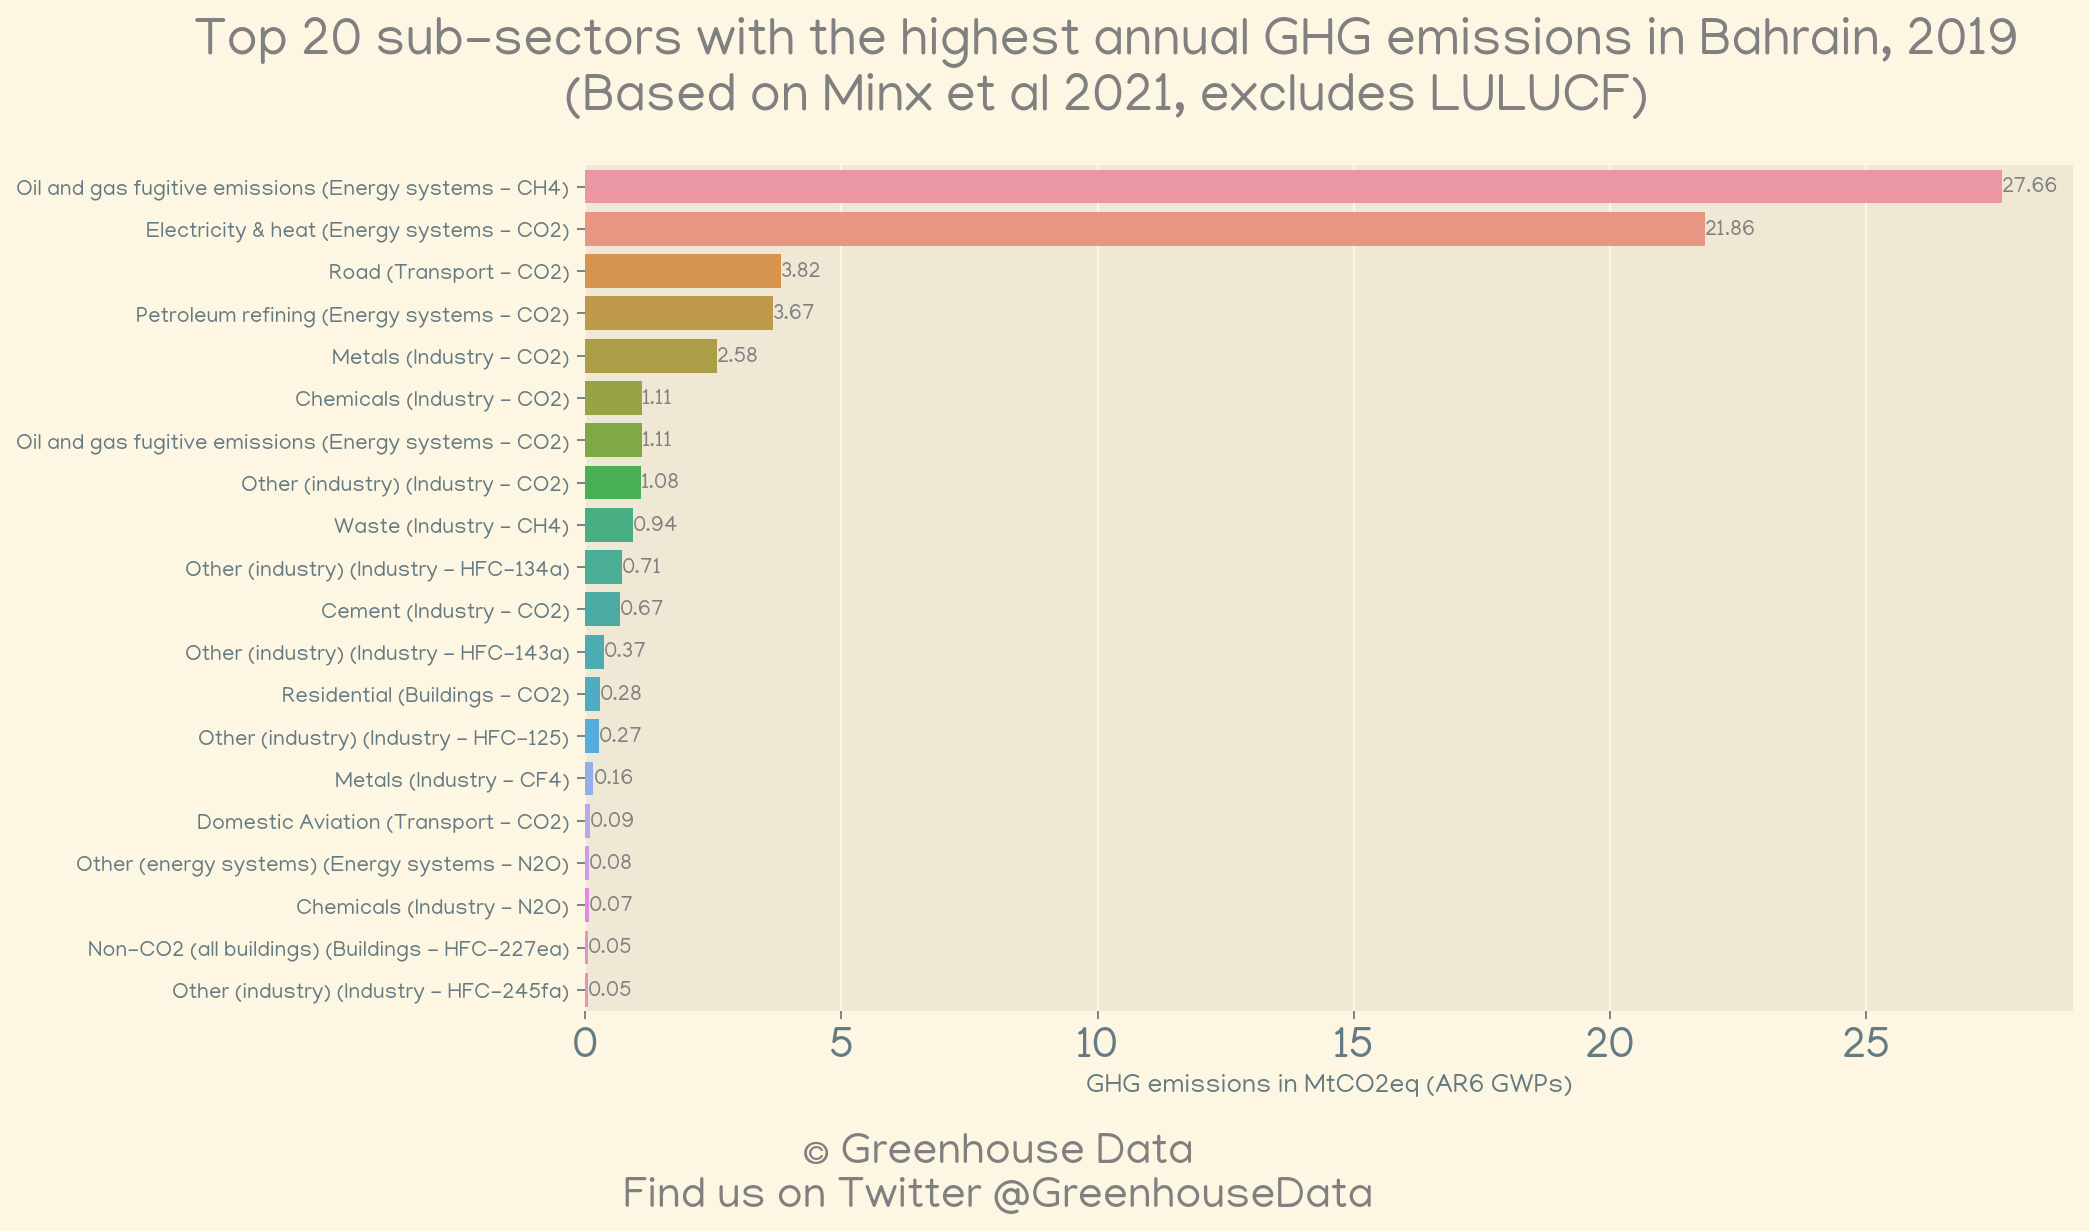 Top 20 sub-sectors with the highest annual GHG emissions in Bahrain, 2019
(Based on Minx et al 2021, excludes LULUCF)
Oil and gas fugitive emissions (Energy systems - CH4) 27.66
Electricity & heat (Energy systems - CO2) 21.86
Road (Transport - CO2) 3.82
Petroleum refining (Energy systems - CO2) 3.67
Metals (Industry - CO2) 2.58
Chemicals (Industry - CO2) 1.11
Oil and gas fugitive emissions (Energy systems - CO2) 1.11
Other (industry) (Industry - CO2) 1.08
Waste (Industry - CH4) 0.94
Other (industry) (Industry - HFC-134a) 0.71
Cement (Industry - CO2) 0.67
Other (industry) (Industry - HFC-143a) 0.37
Residential (Buildings - CO2) 0.28
Other (industry) (Industry - HFC-125) 0.27
Metals (Industry - CF4) 0.16
Domestic Aviation (Transport - CO2) 0.09
Other (energy systems) (Energy systems - N2O) 0.08
Chemicals (Industry - N2O) 0.07
Non-CO2 (all buildings) (Buildings - HFC-227ea) 0.05
Other (industry) (Industry - HFC-245fa) 0.05
0 5 10 15 20 25
GHG emissions in MtCO2eq (AR6 GWPs)
© Greenhouse Data
Find us on Twitter @GreenhouseData